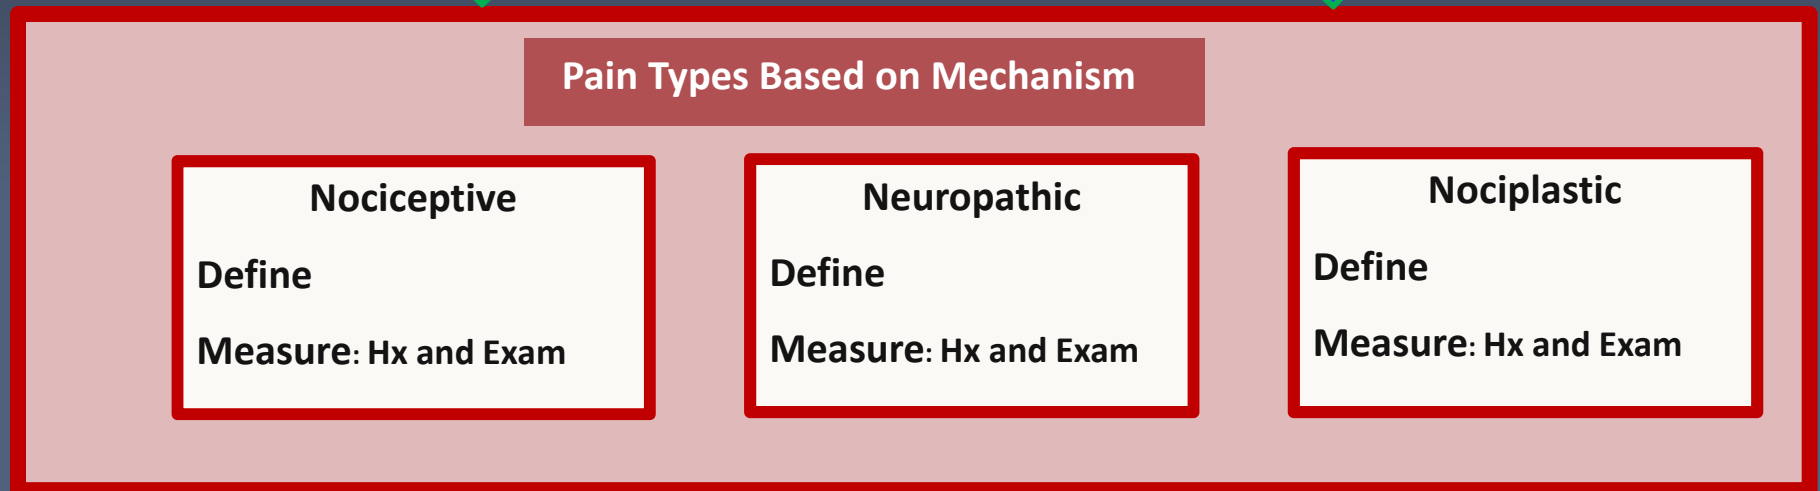 Pain Types Based on Mechanism
Nociceptive
Define
Measure: Hx and Exam
Neuropathic
Define
Measure: Hx and Exam
Nociplastic
Define
Measure: Hx and Exam